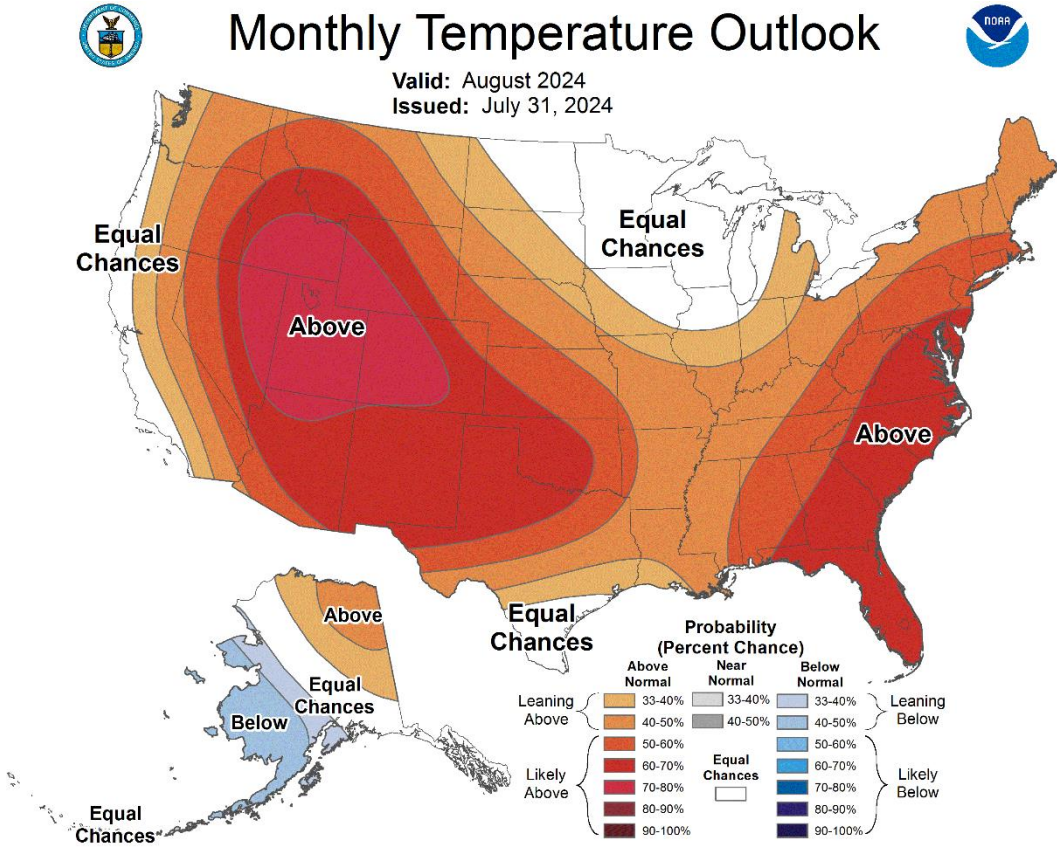 Monthly Temperature Outlook
NOAA
Valid: August 2024
Issued: July 31, 2024
Equal
Chances
Equal
Chances
Above
Above
Above
Equal
Chances
Below
Equal
Chances
Equal
Chances
Probability
(Percent Chance)
Above
Normal
Near
Normal
Below
Normal
Leaning
Above
33-40%
40-50%
33-40%
40-50%
33-40%
40-50%
Leaning
Below
Likely
Above
50-60%
60-70%
70-80%
80-90%
90-100%
Equal
Chances
50-60%
60-70%
70-80%
80-90%
90-100%
Likely
Below